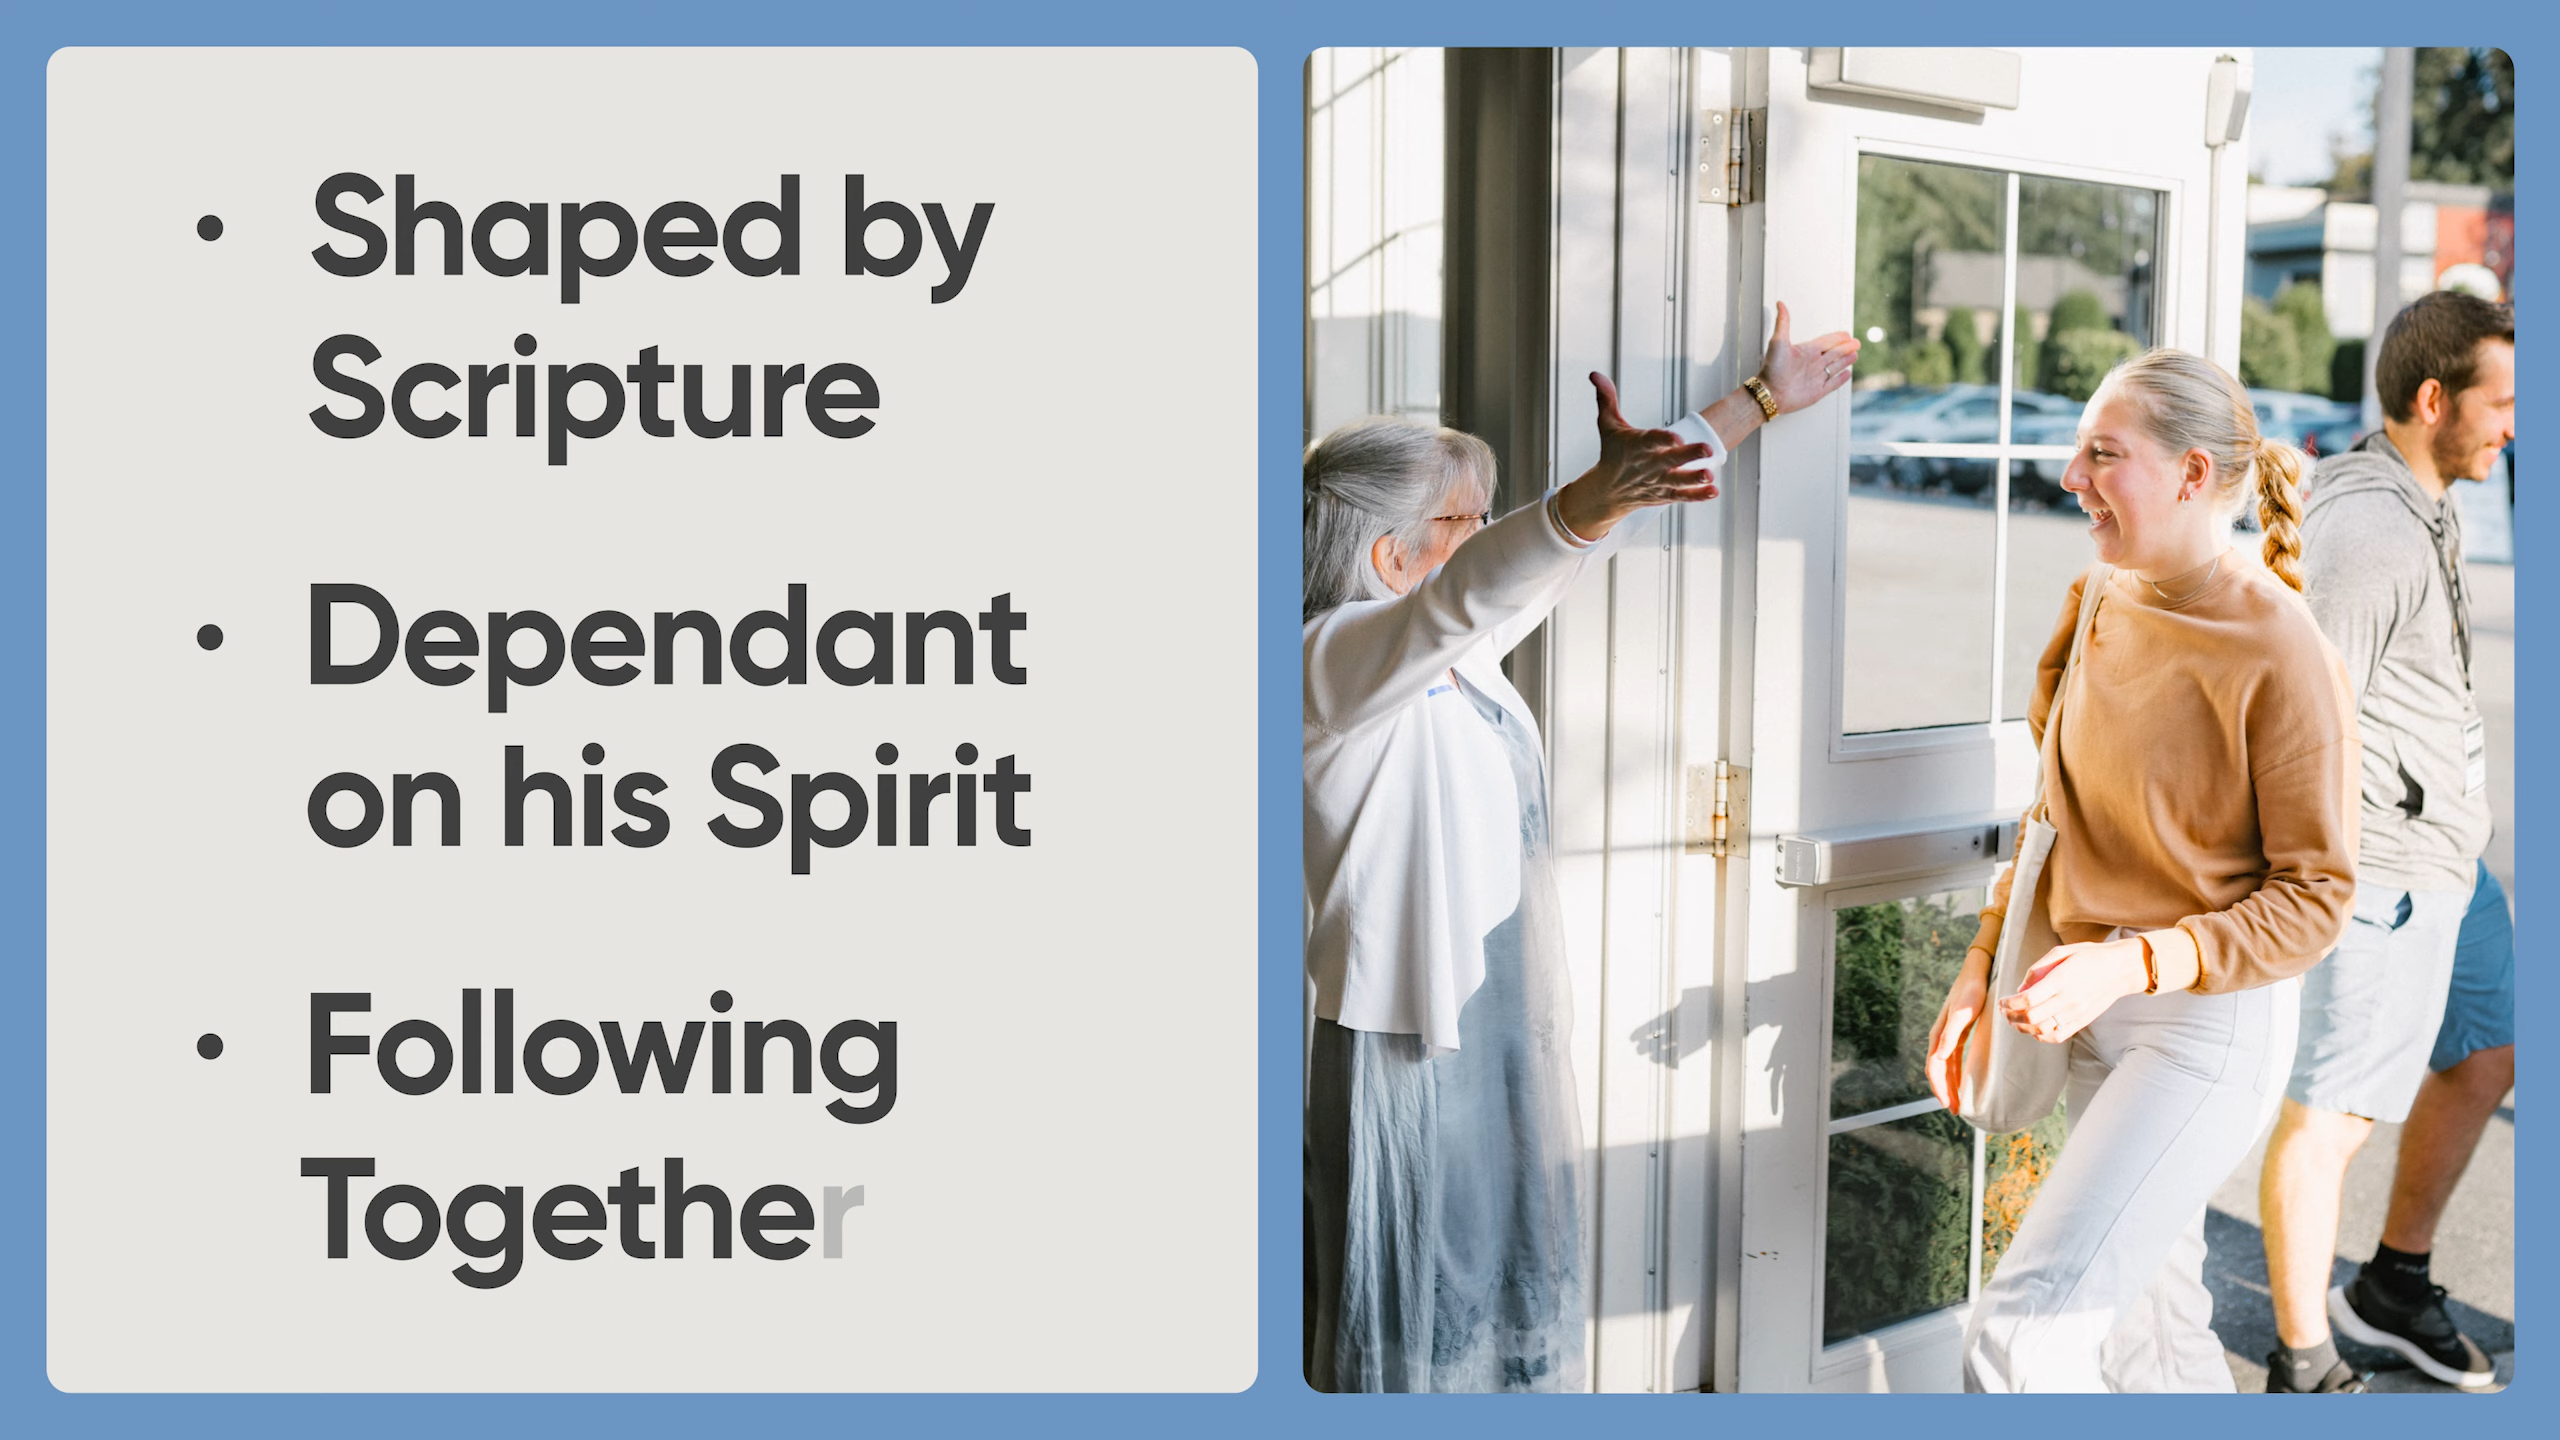 • Shaped by
Scripture
• Dependant
on his Spirit
• Following
Together